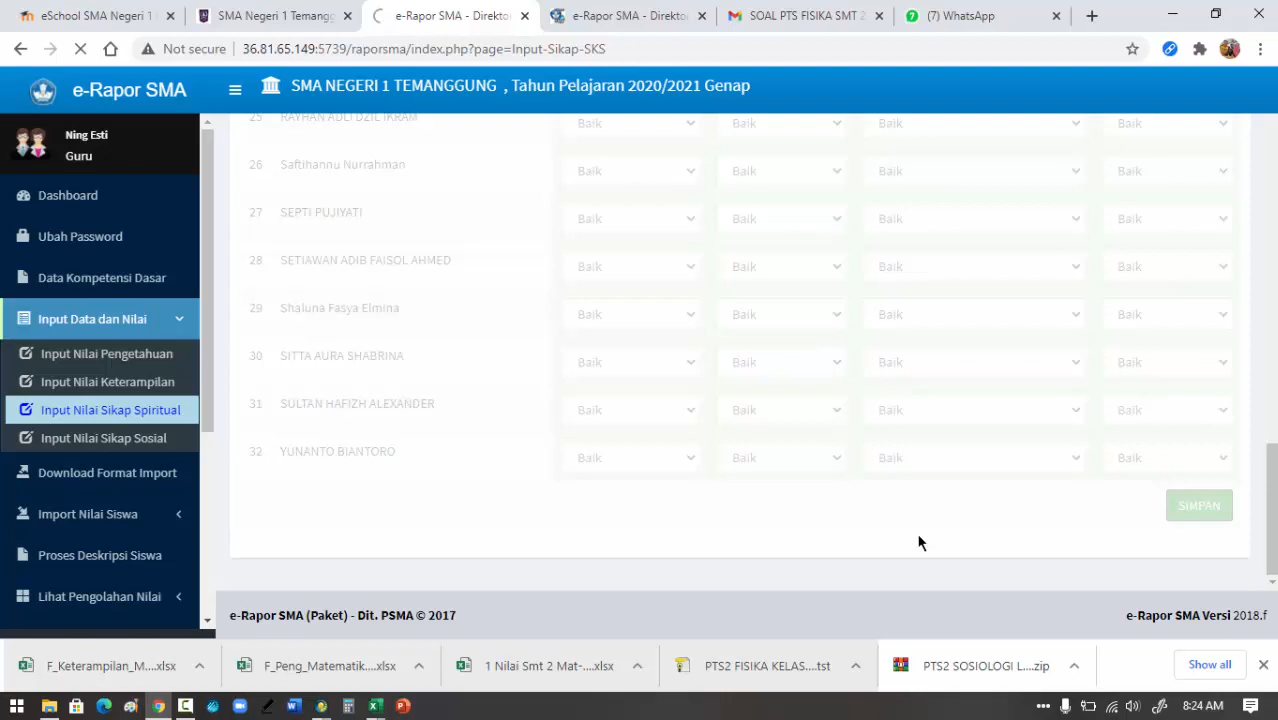 eSchool SMA Negeri 1
SMA Negeri 1 Temangg
e-Rapor SMA - Direkto
e-Rapor SMA - Direkto
SOAL PTS FISIKA SMT 2
(7) WhatsApp
Not secure 36.81.65.149:5739/raporsma/index.php?page=Input-Sikap-SKS
e-Rapor SMA
SMA NEGERI 1 TEMANGGUNG , Tahun Pelajaran 2020/2021 Genap
Ning Esti
Guru
Dashboard
Ubah Password
Data Kompetensi Dasar
Input Data dan Nilai
Input Nilai Pengetahuan
Input Nilai Keterampilan
Input Nilai Sikap Spiritual
Input Nilai Sikap Sosial
Download Format Import
Import Nilai Siswa
Proses Deskripsi Siswa
Lihat Pengolahan Nilai
25 RAYHAN ADLI DZIL IKRAM Baik Baik Baik Baik
26 Saftihannu Nurrahman Baik Baik Baik Baik
27 SEPTI PUJIYATI Baik Baik Baik Baik
28 SETIAWAN ADIB FAISOL AHMED Baik Baik Baik Baik
29 Shaluna Fasya Elmina Baik Baik Baik Baik
30 SITTA AURA SHABRINA Baik Baik Baik Baik
31 SULTAN HAFIZH ALEXANDER Baik Baik Baik Baik
32 YUNANTO BIANTORO Baik Baik Baik Baik
SIMPAN
e-Rapor SMA (Paket) - Dit. PSMA © 2017
e-Rapor SMA Versi 2018.f
F_Keterampilan_M....xlsx
F_Peng_Matematik....xlsx
1 Nilai Smt 2 Mat-....xlsx
PTS2 FISIKA KELAS....tst
PTS2 SOSIOLOGI L....zip
Show all
8:24 AM